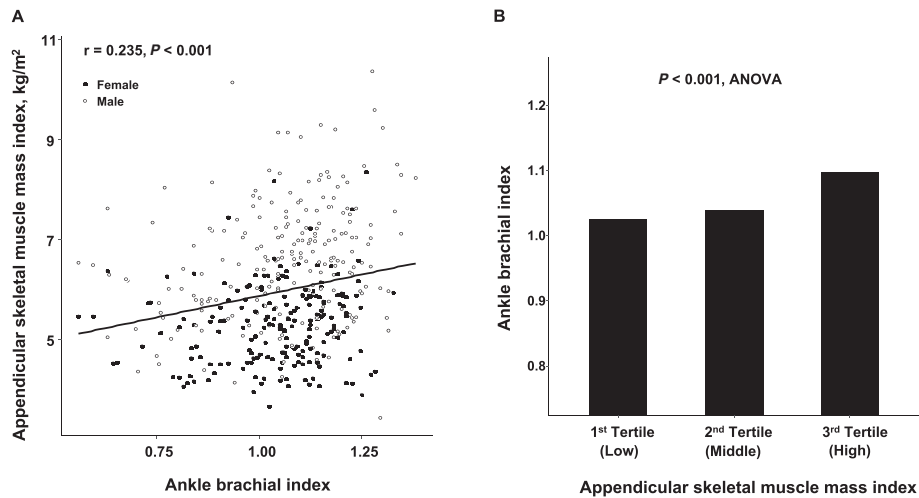 A
r = 0.235, P < 0.001
Female
Male
Appendicular skeletal muscle mass index, kg/m²
11
9
7
5
0.75 1.00 1.25
Ankle brachial index
B
P < 0.001, ANOVA
Ankle brachial index
1.2
1.1
1.0
0.9
0.8
1st Tertile 2nd Tertile 3rd Tertile
(Low) (Middle) (High)
Appendicular skeletal muscle mass index